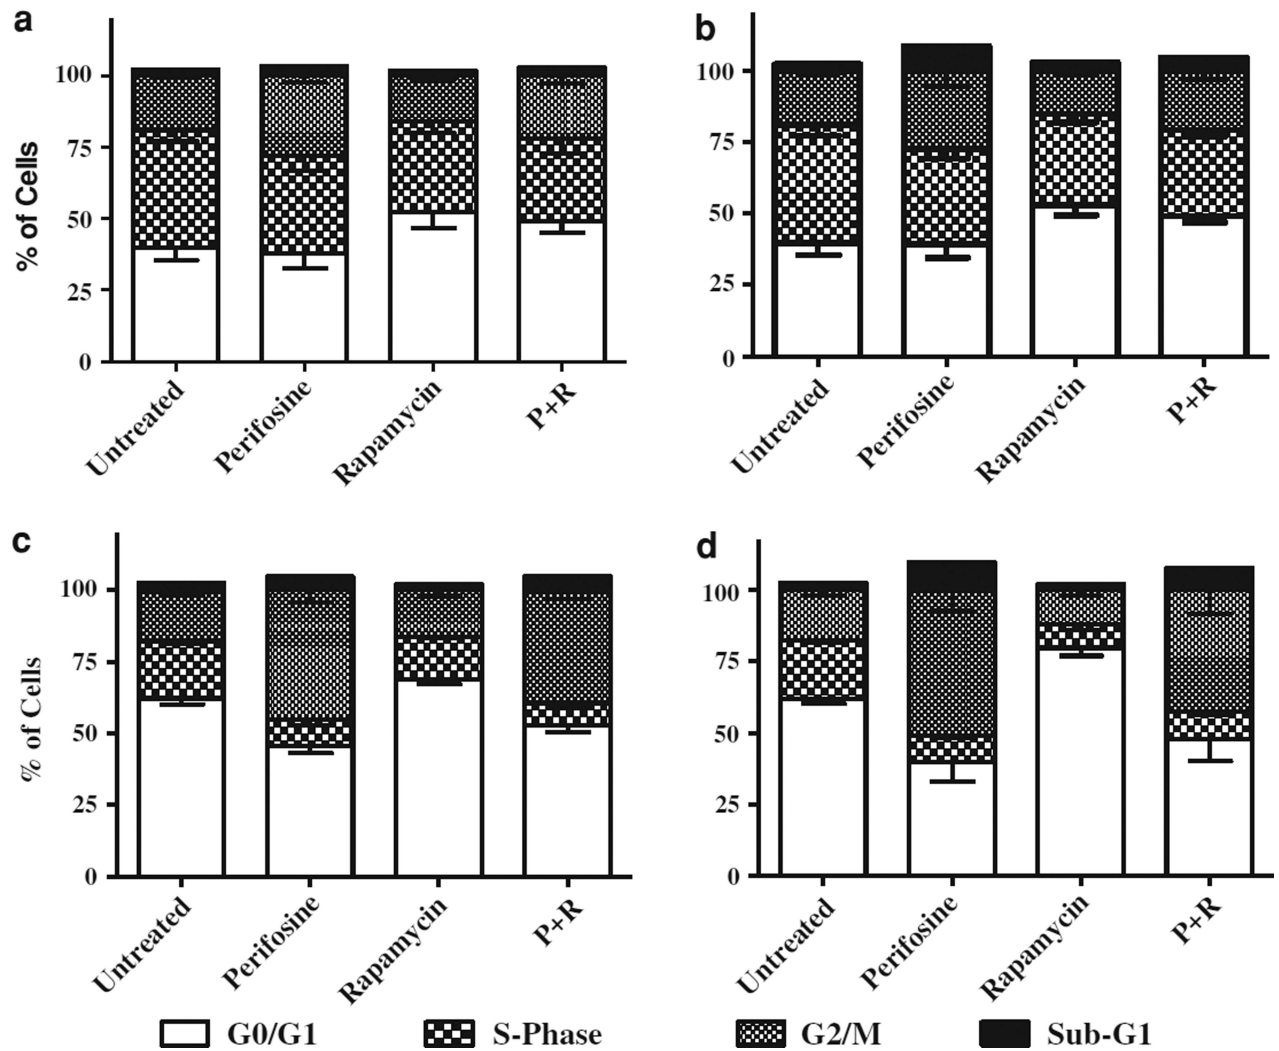 a
% of Cells
100
75
50
25
0
Untreated
Perifosine
Rapamycin
P+R
b
100
75
50
25
0
Untreated
Perifosine
Rapamycin
P+R
c
% of Cells
100
75
50
25
0
Untreated
Perifosine
Rapamycin
P+R
d
100
75
50
25
0
Untreated
Perifosine
Rapamycin
P+R
G0/G1 S-Phase G2/M Sub-G1